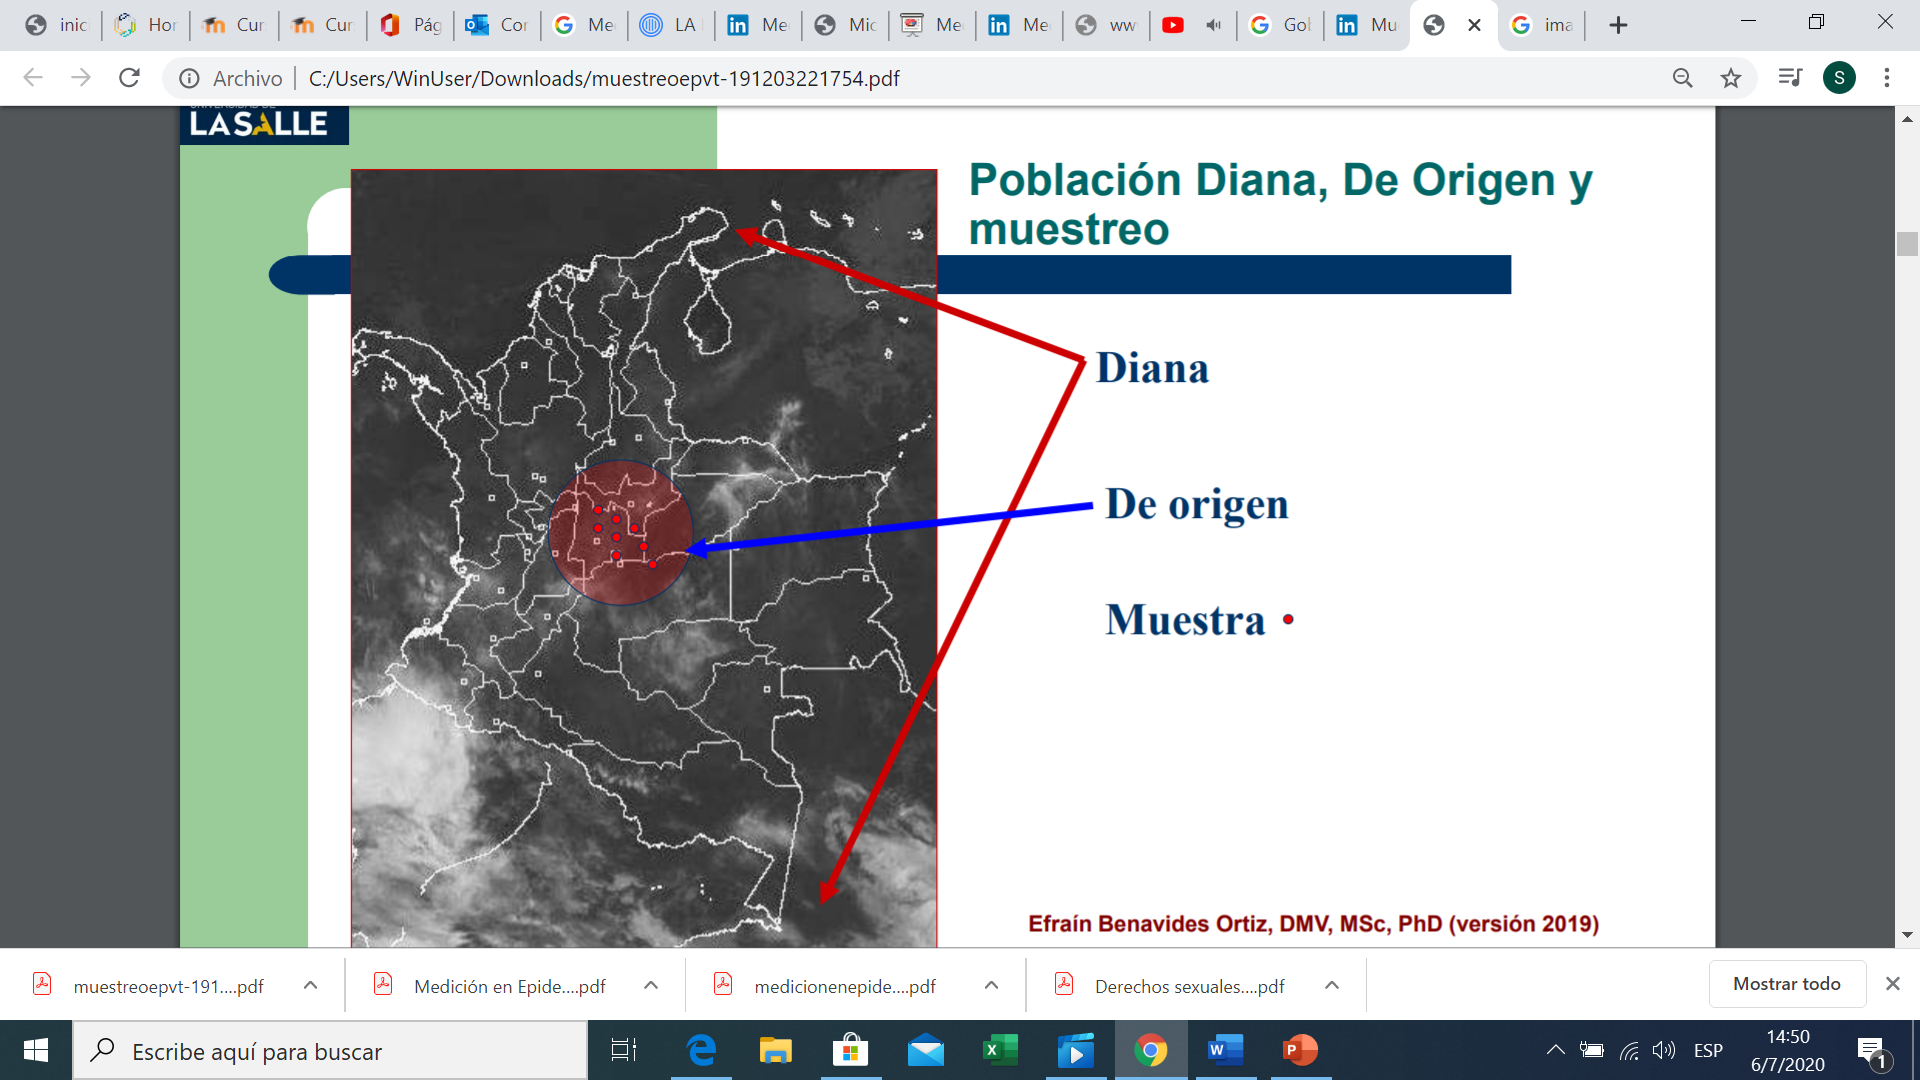 inic
Hor
Cur
Cur
Pág
Cor
Me
LA
Me
Mic
Me
Me
ww
Gol
Mu
ima
Archivo
C:/Users/WinUser/Downloads/muestreoepvt-191203221754.pdf
S
LASALLE
Población Diana, De Origen y
muestreo
Diana
De origen
Muestra
Efraín Benavides Ortiz, DMV, MSc, PhD (versión 2019)
muestreoepvt-191....pdf
Medición en Epide....pdf
medicionenepide....pdf
Derechos sexuales....pdf
Mostrar todo
Escribe aquí para buscar
ESP
14:50
6/7/2020
1